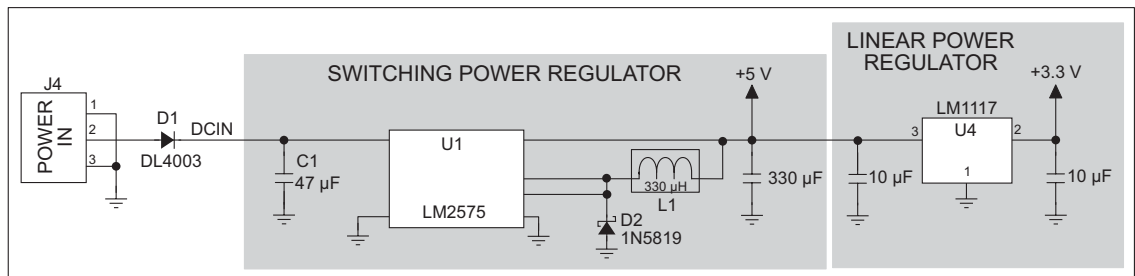 SWITCHING POWER REGULATOR
LINEAR POWER
REGULATOR
J4
POWER
IN
1
2
3
D1
DL4003
DCIN
C1
47 µF
U1
LM2575
330 µH
L1
D2
1N5819
+5 V
330 µF
10 µF
LM1117
3
U4
2
1
+3.3 V
10 µF